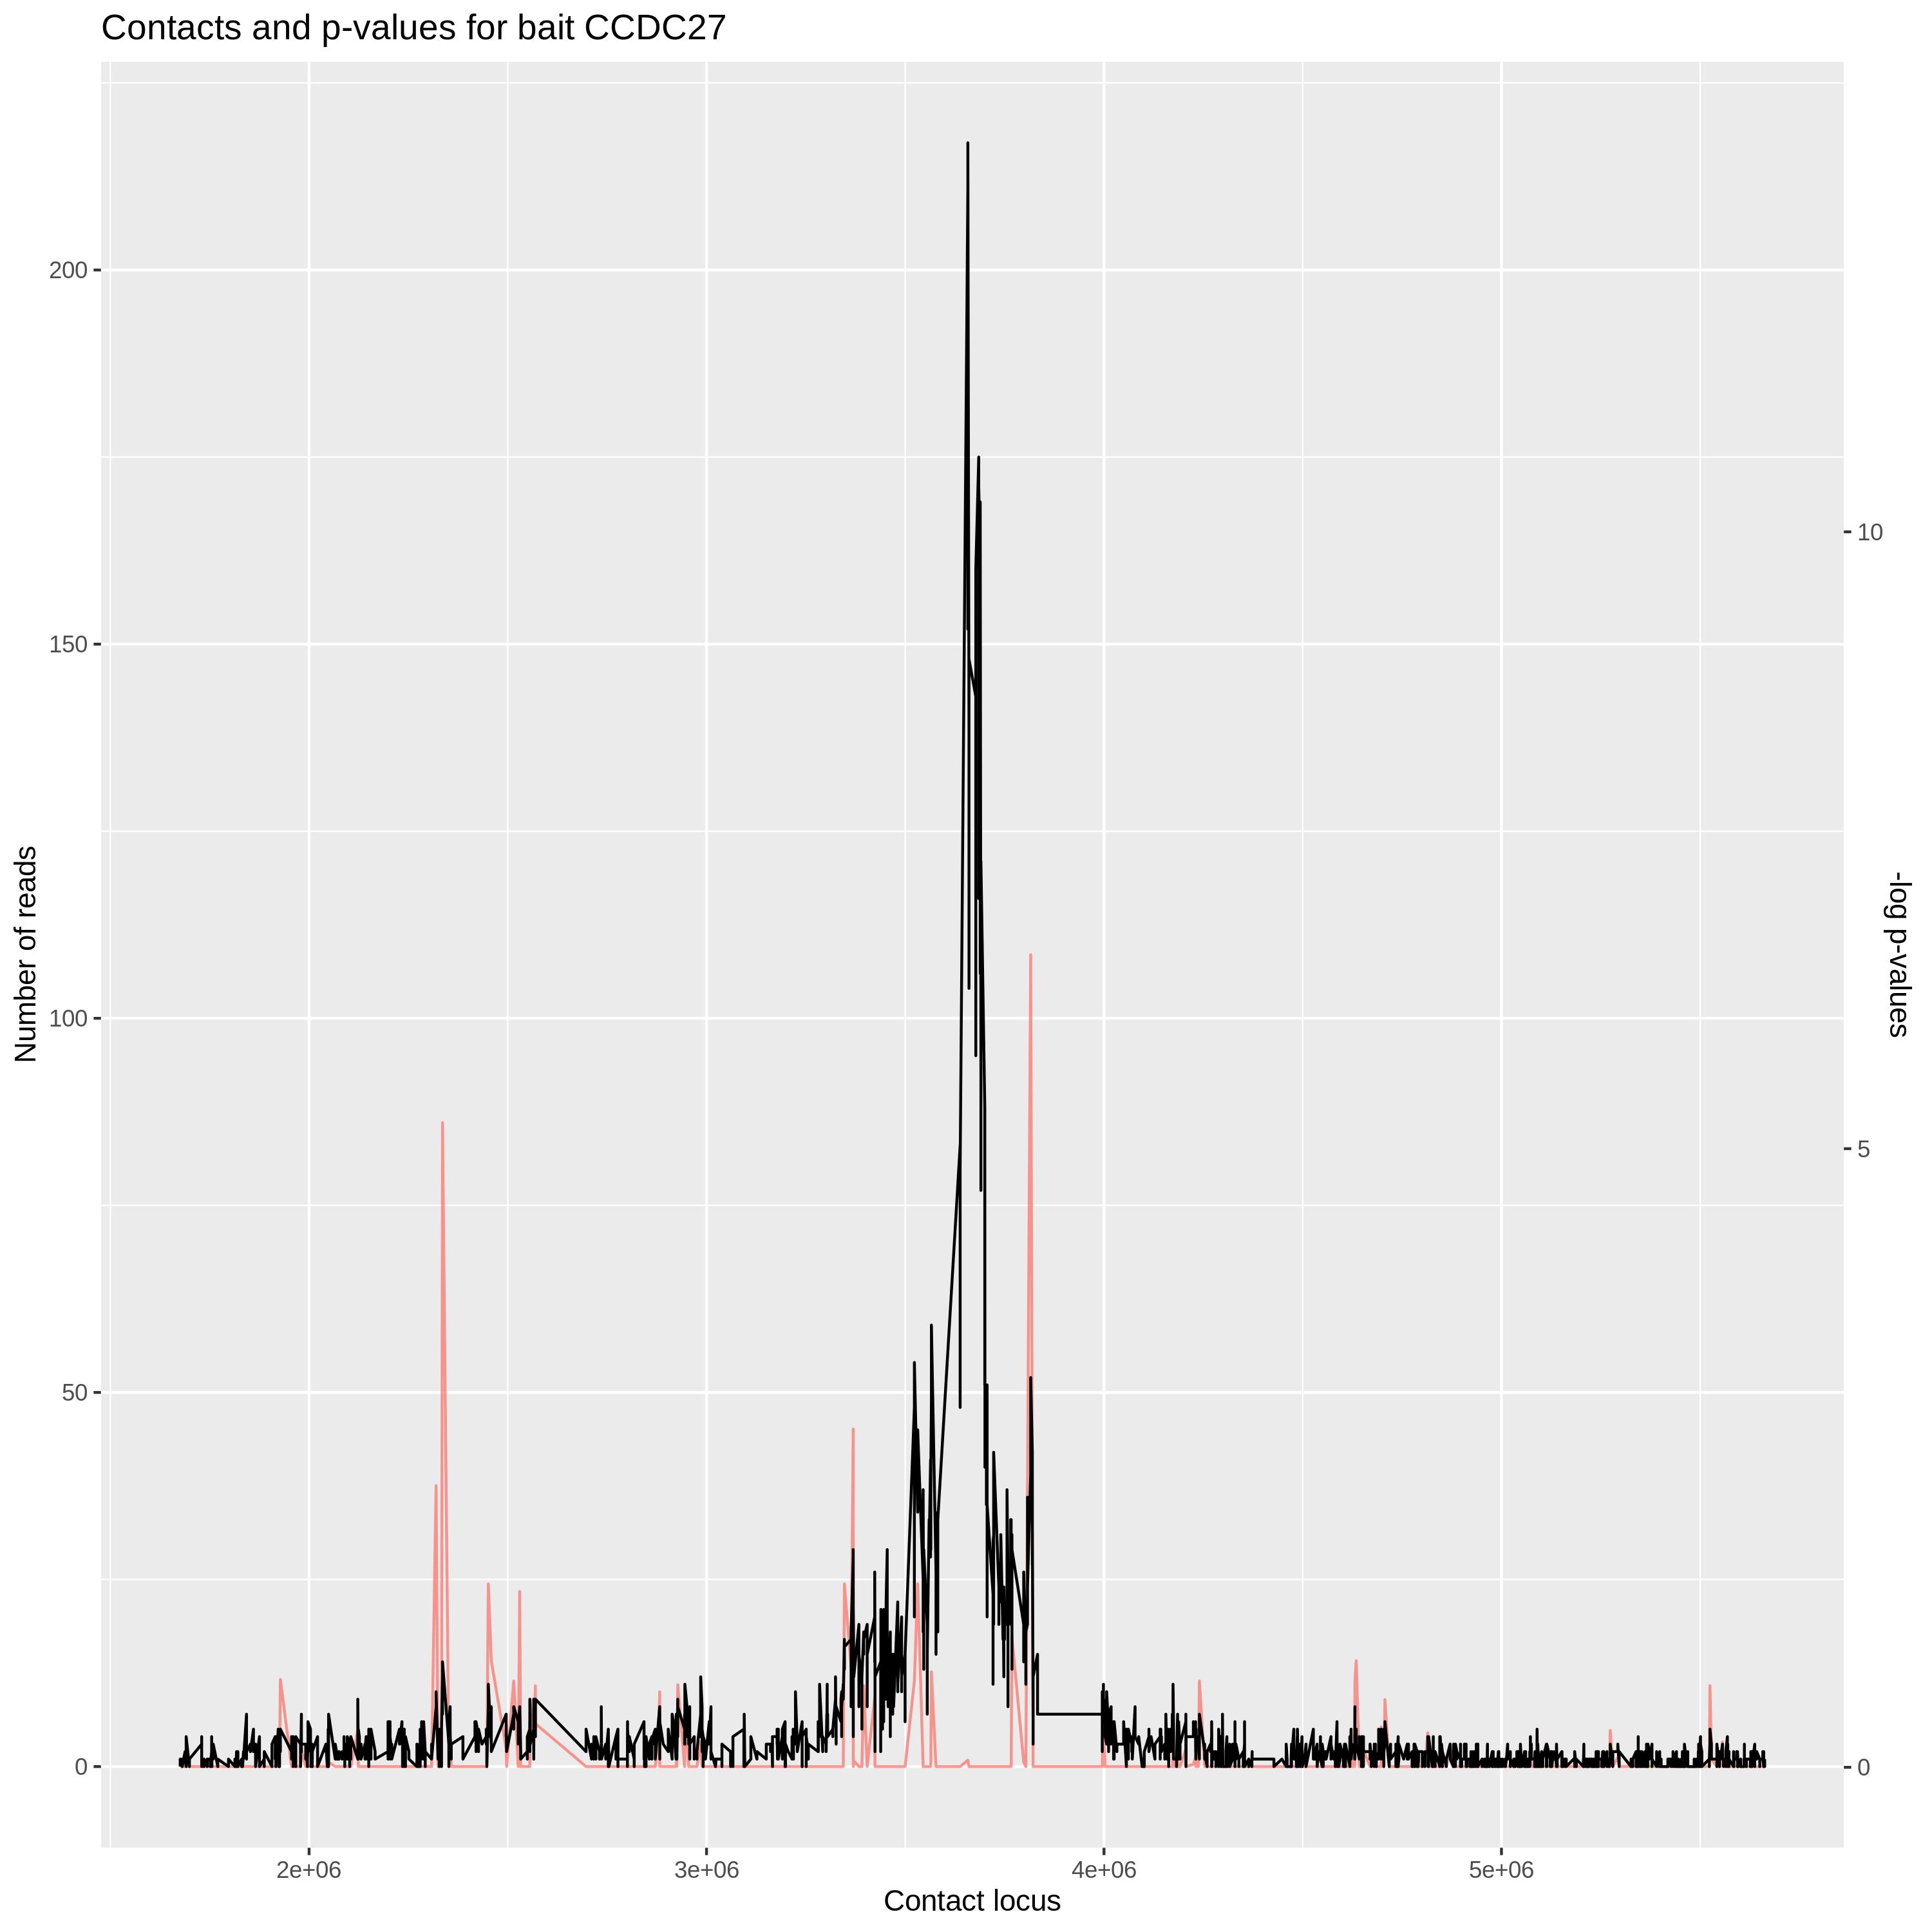 Contacts and p-values for bait CCDC27
Number of reads
200
150
100
50
0
10
5
0
-log p-values
2e+06
3e+06
4e+06
5e+06
Contact locus